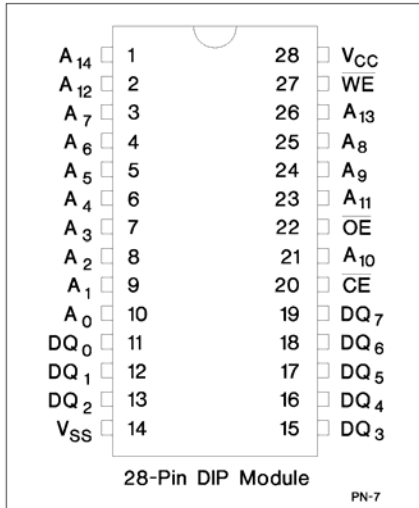 A14 1 28 VCC
A12 2 27 WE
A7 3 26 A13
A6 4 25 A8
A5 5 24 A9
A4 6 23 A11
A3 7 22 OE
A2 8 21 A10
A1 9 20 CE
A0 10 19 DQ7
DQ0 11 18 DQ6
DQ1 12 17 DQ5
DQ2 13 16 DQ4
VSS 14 15 DQ3
28-Pin DIP Module
PN-7